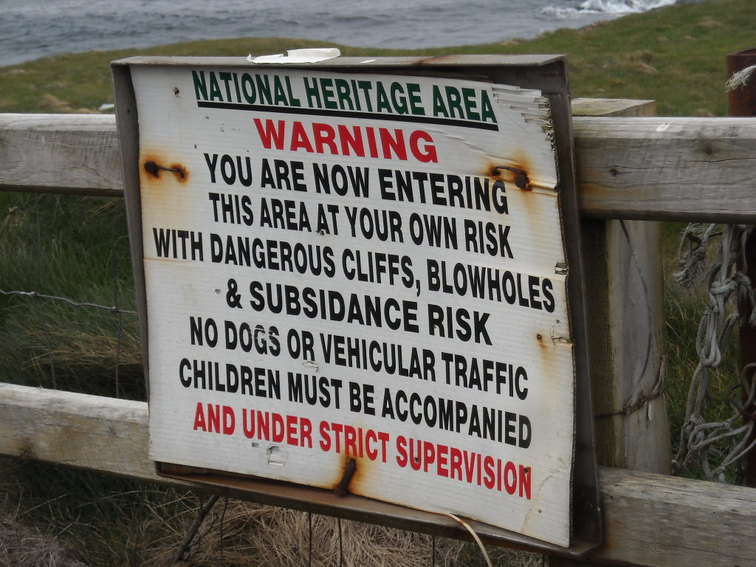 NATIONAL HERITAGE AREA
WARNING
YOU ARE NOW ENTERING
THIS AREA AT YOUR OWN RISK
WITH DANGEROUS CLIFFS, BLOWHOLES
& SUBSIDANCE RISK
NO DOGS OR VEHICULAR TRAFFIC
CHILDREN MUST BE ACCOMPANIED
AND UNDER STRICT SUPERVISION